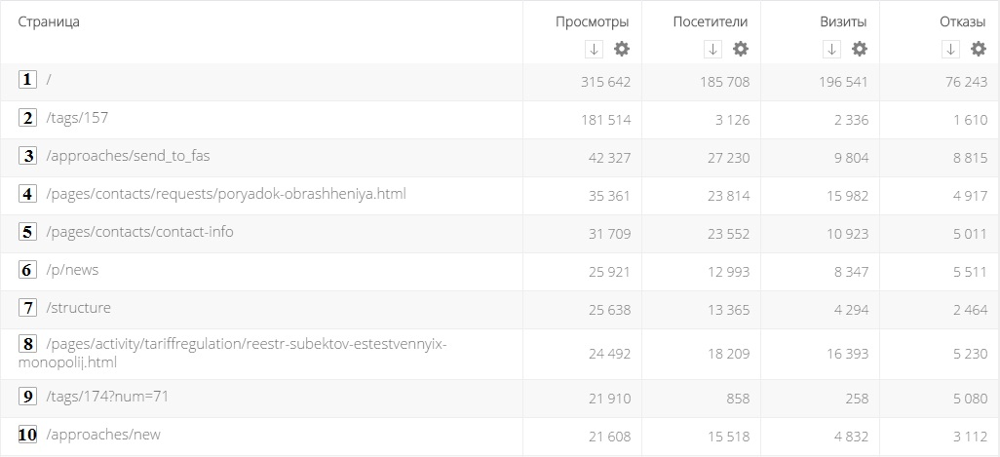 Страница Просмотры Посетители Визиты Отказы
1 / 315 642 185 708 196 541 76 243
2 /tags/157 181 514 3 126 2 336 1 610
3 /approaches/send_to_fas 42 327 27 230 9 804 8 815
4 /pages/contacts/requests/poryadok-obrashheniya.html 35 361 23 814 15 982 4 917
5 /pages/contacts/contact-info 31 709 23 552 10 923 5 011
6 /p/news 25 921 12 993 8 347 5 511
7 /structure 25 638 13 365 4 294 2 464
8 /pages/activity/tariffregulation/reestr-subektov-estestvennyix-
monopolij.html 24 492 18 209 16 393 5 230
9 /tags/174?num=71 21 910 858 258 5 080
10 /approaches/new 21 608 15 518 4 832 3 112